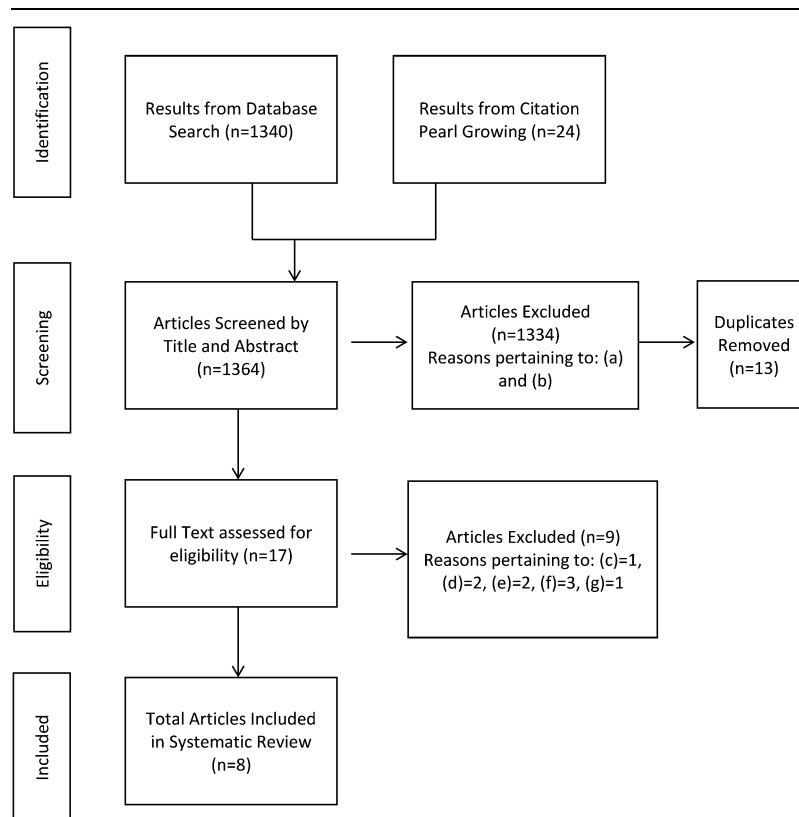 Identification
Results from Database
Search (n=1340)
Results from Citation
Pearl Growing (n=24)
Screening
Articles Screened by
Title and Abstract
(n=1364)
Articles Excluded
(n=1334)
Reasons pertaining to: (a)
and (b)
Duplicates
Removed
(n=13)
Eligibility
Full Text assessed for
eligibility (n=17)
Articles Excluded (n=9)
Reasons pertaining to: (c)=1,
(d)=2, (e)=2, (f)=3, (g)=1
Included
Total Articles Included
in Systematic Review
(n=8)